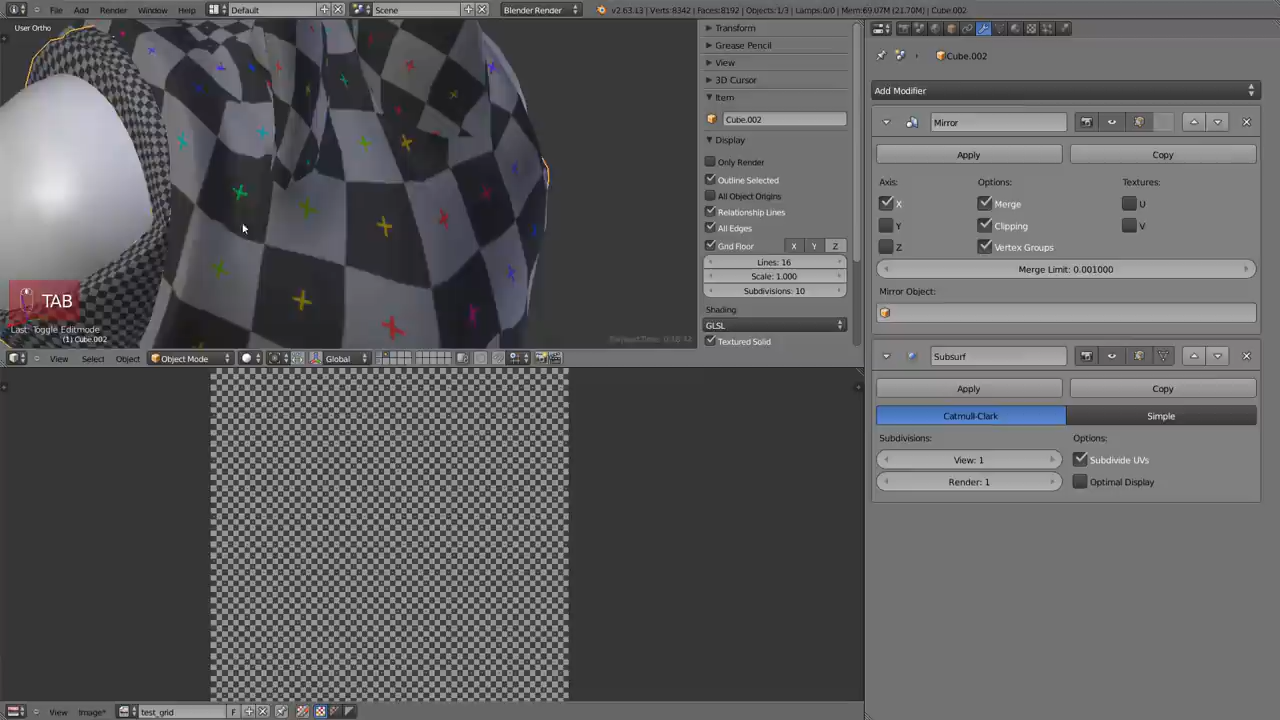 File Add Render Window Help Default Scene Blender Render v2.63.L3 | Verts:8342 | Faces:8192 | Objects:1/3 | Lamps:0/0 | Mem:69.07M (21.70M) | Cube.002
User Ortho
Transform
Grease Pencil
View
3D Cursor
Item
Cube.002
Display
Only Render
Outline Selected
All Object Origins
Relationship Lines
All Edges
Grid Floor X Y Z
Lines: 16
Scale: 1.000
Subdivisions: 10
Shading:
GLSL
Textured Solid
TAB
Last: Toggle Editmode
(1) Cube.002
View Select Object Object Mode Global
View Image* test_grid F
Cube.002
Add Modifier
Mirror
Apply Copy
Axis: Options: Textures:
X Merge U
Y Clipping V
Z Vertex Groups
Merge Limit: 0.001000
Mirror Object:
Subsurf
Apply Copy
Catmull-Clark Simple
Subdivisions: Options:
View: 1 Subdivide UVs
Render: 1 Optimal Display